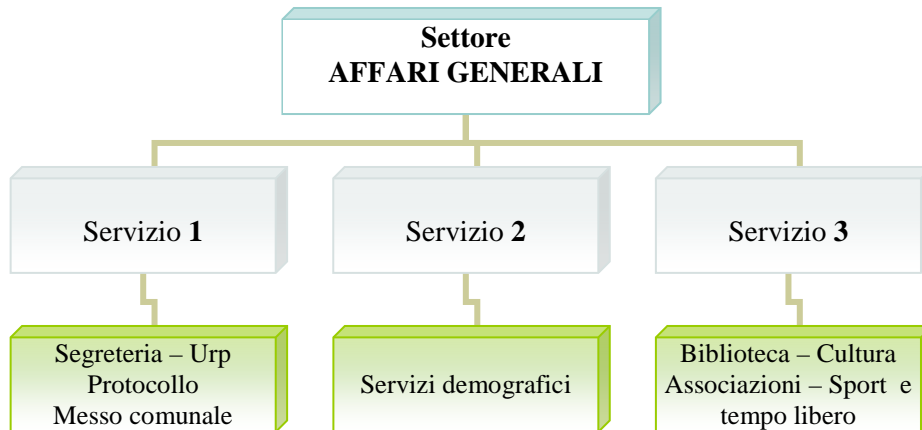 Settore
AFFARI GENERALI
Servizio 1
Servizio 2
Servizio 3
Segreteria – Urp
Protocollo
Messo comunale
Servizi demografici
Biblioteca – Cultura
Associazioni – Sport e
tempo libero